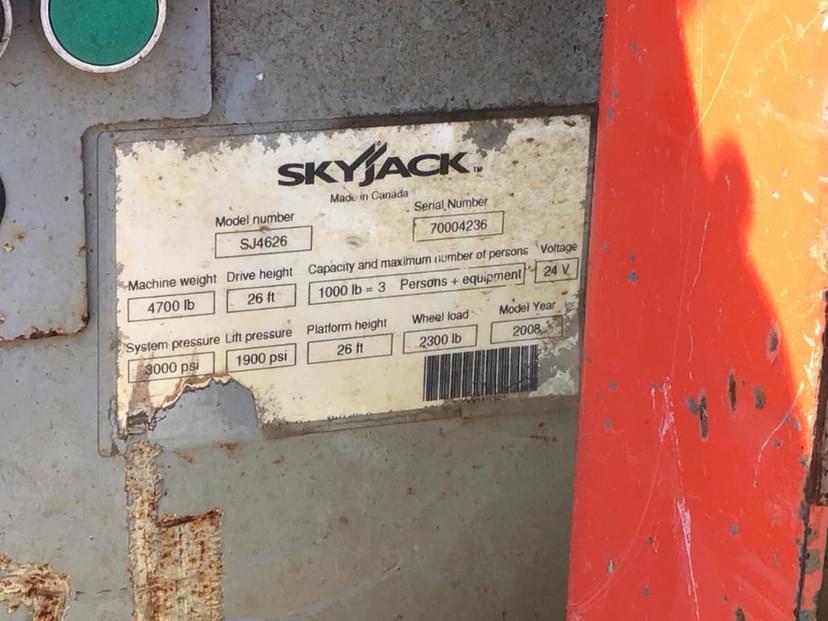 SKYJACK™
Made in Canada
Model number
SJ4626
Serial Number
70004236
Machine weight
4700 lb
Drive height
26 ft
Capacity and maximum number of persons
1000 lb = 3 Persons + equipment
Voltage
24 V
System pressure
3000 psi
Lift pressure
1900 psi
Platform height
26 ft
Wheel load
2300 lb
Model Year
2008